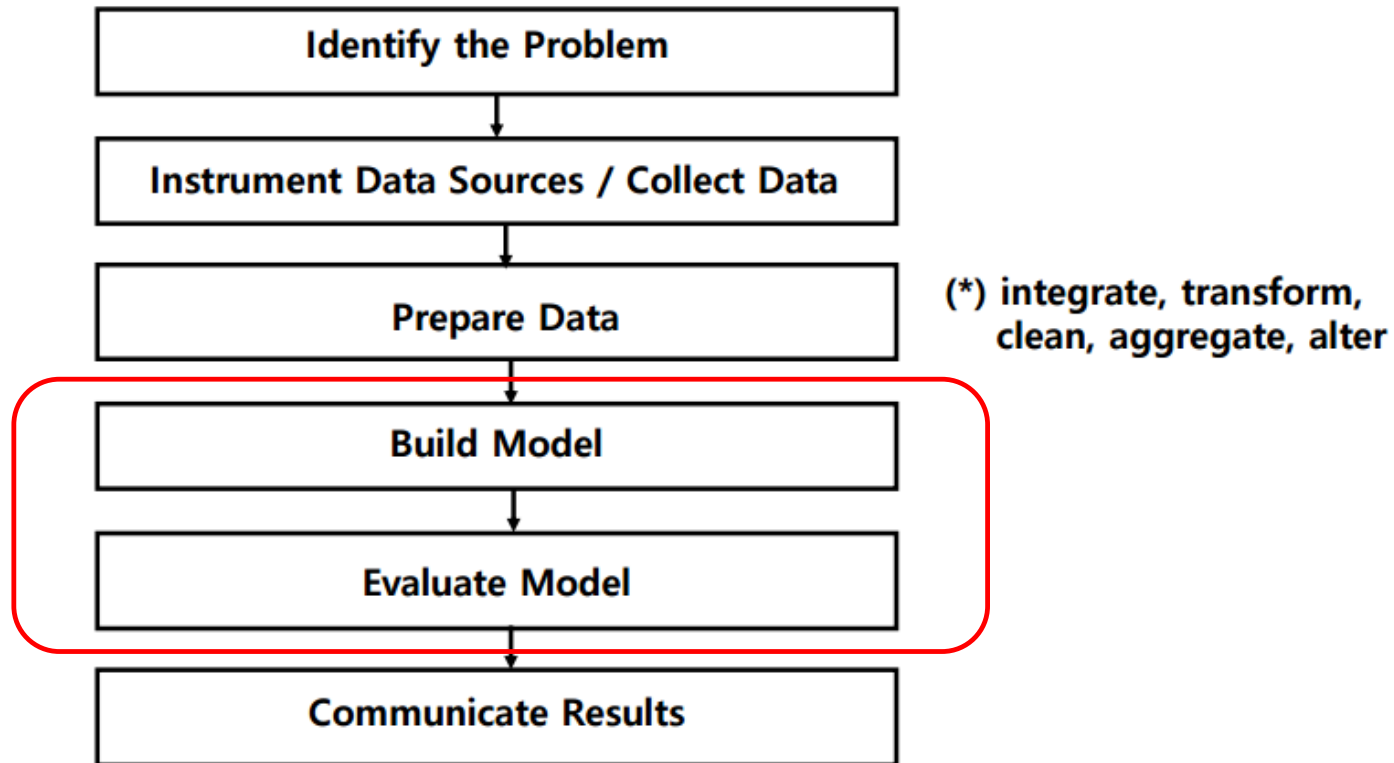 Identify the Problem
Instrument Data Sources / Collect Data
Prepare Data
(*) integrate, transform,
clean, aggregate, alter
Build Model
Evaluate Model
Communicate Results